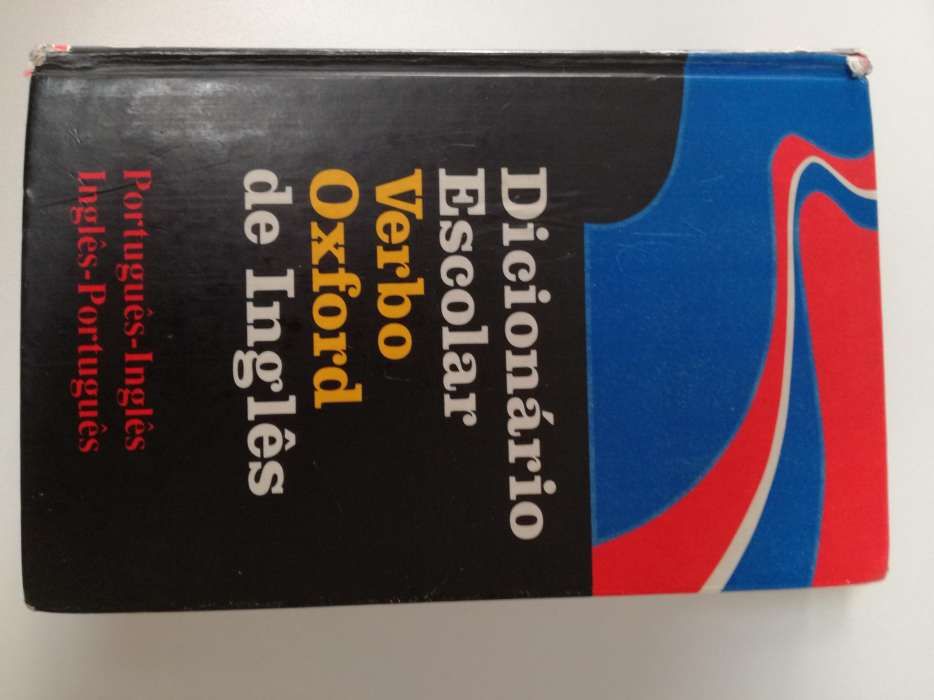 Dicionário
Escolar
Verbo
Oxford
de Inglês
Português-Inglês
Inglês-Português